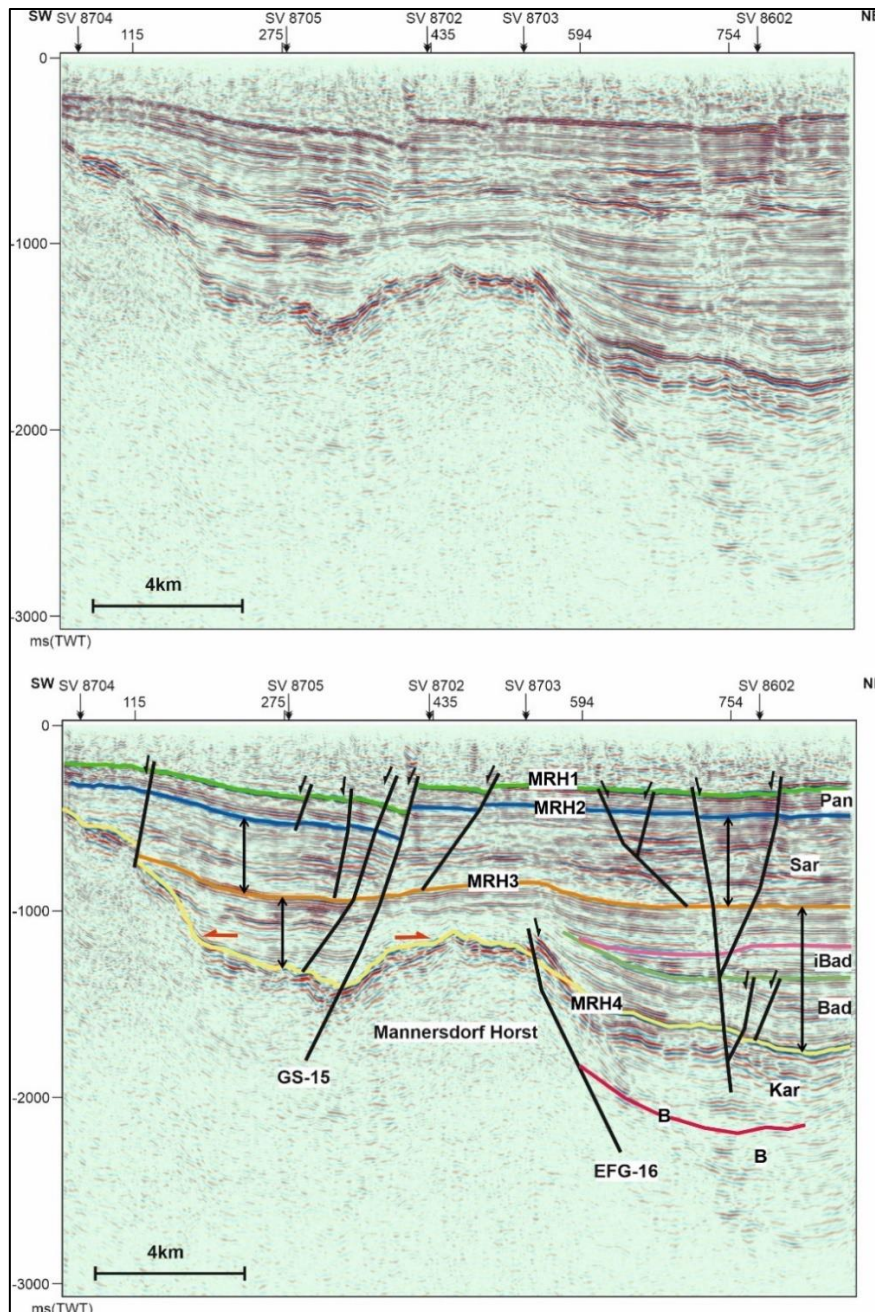 SW SV 8704 SV 8705 SV 8702 SV 8703 SV 8602
115 275 435 594 754
0
-1000
-2000
4km
-3000
ms(TWT)
SW SV 8704 SV 8705 SV 8702 SV 8703 SV 8602
115 275 435 594 754
0
MRH1
Pan
MRH2
Sar
MRH3
-1000
iBad
MRH4
Bad
Mannersdorf Horst
GS-15
Kar
-2000
B
B
EFG-16
4km
-3000
ms(TWT)